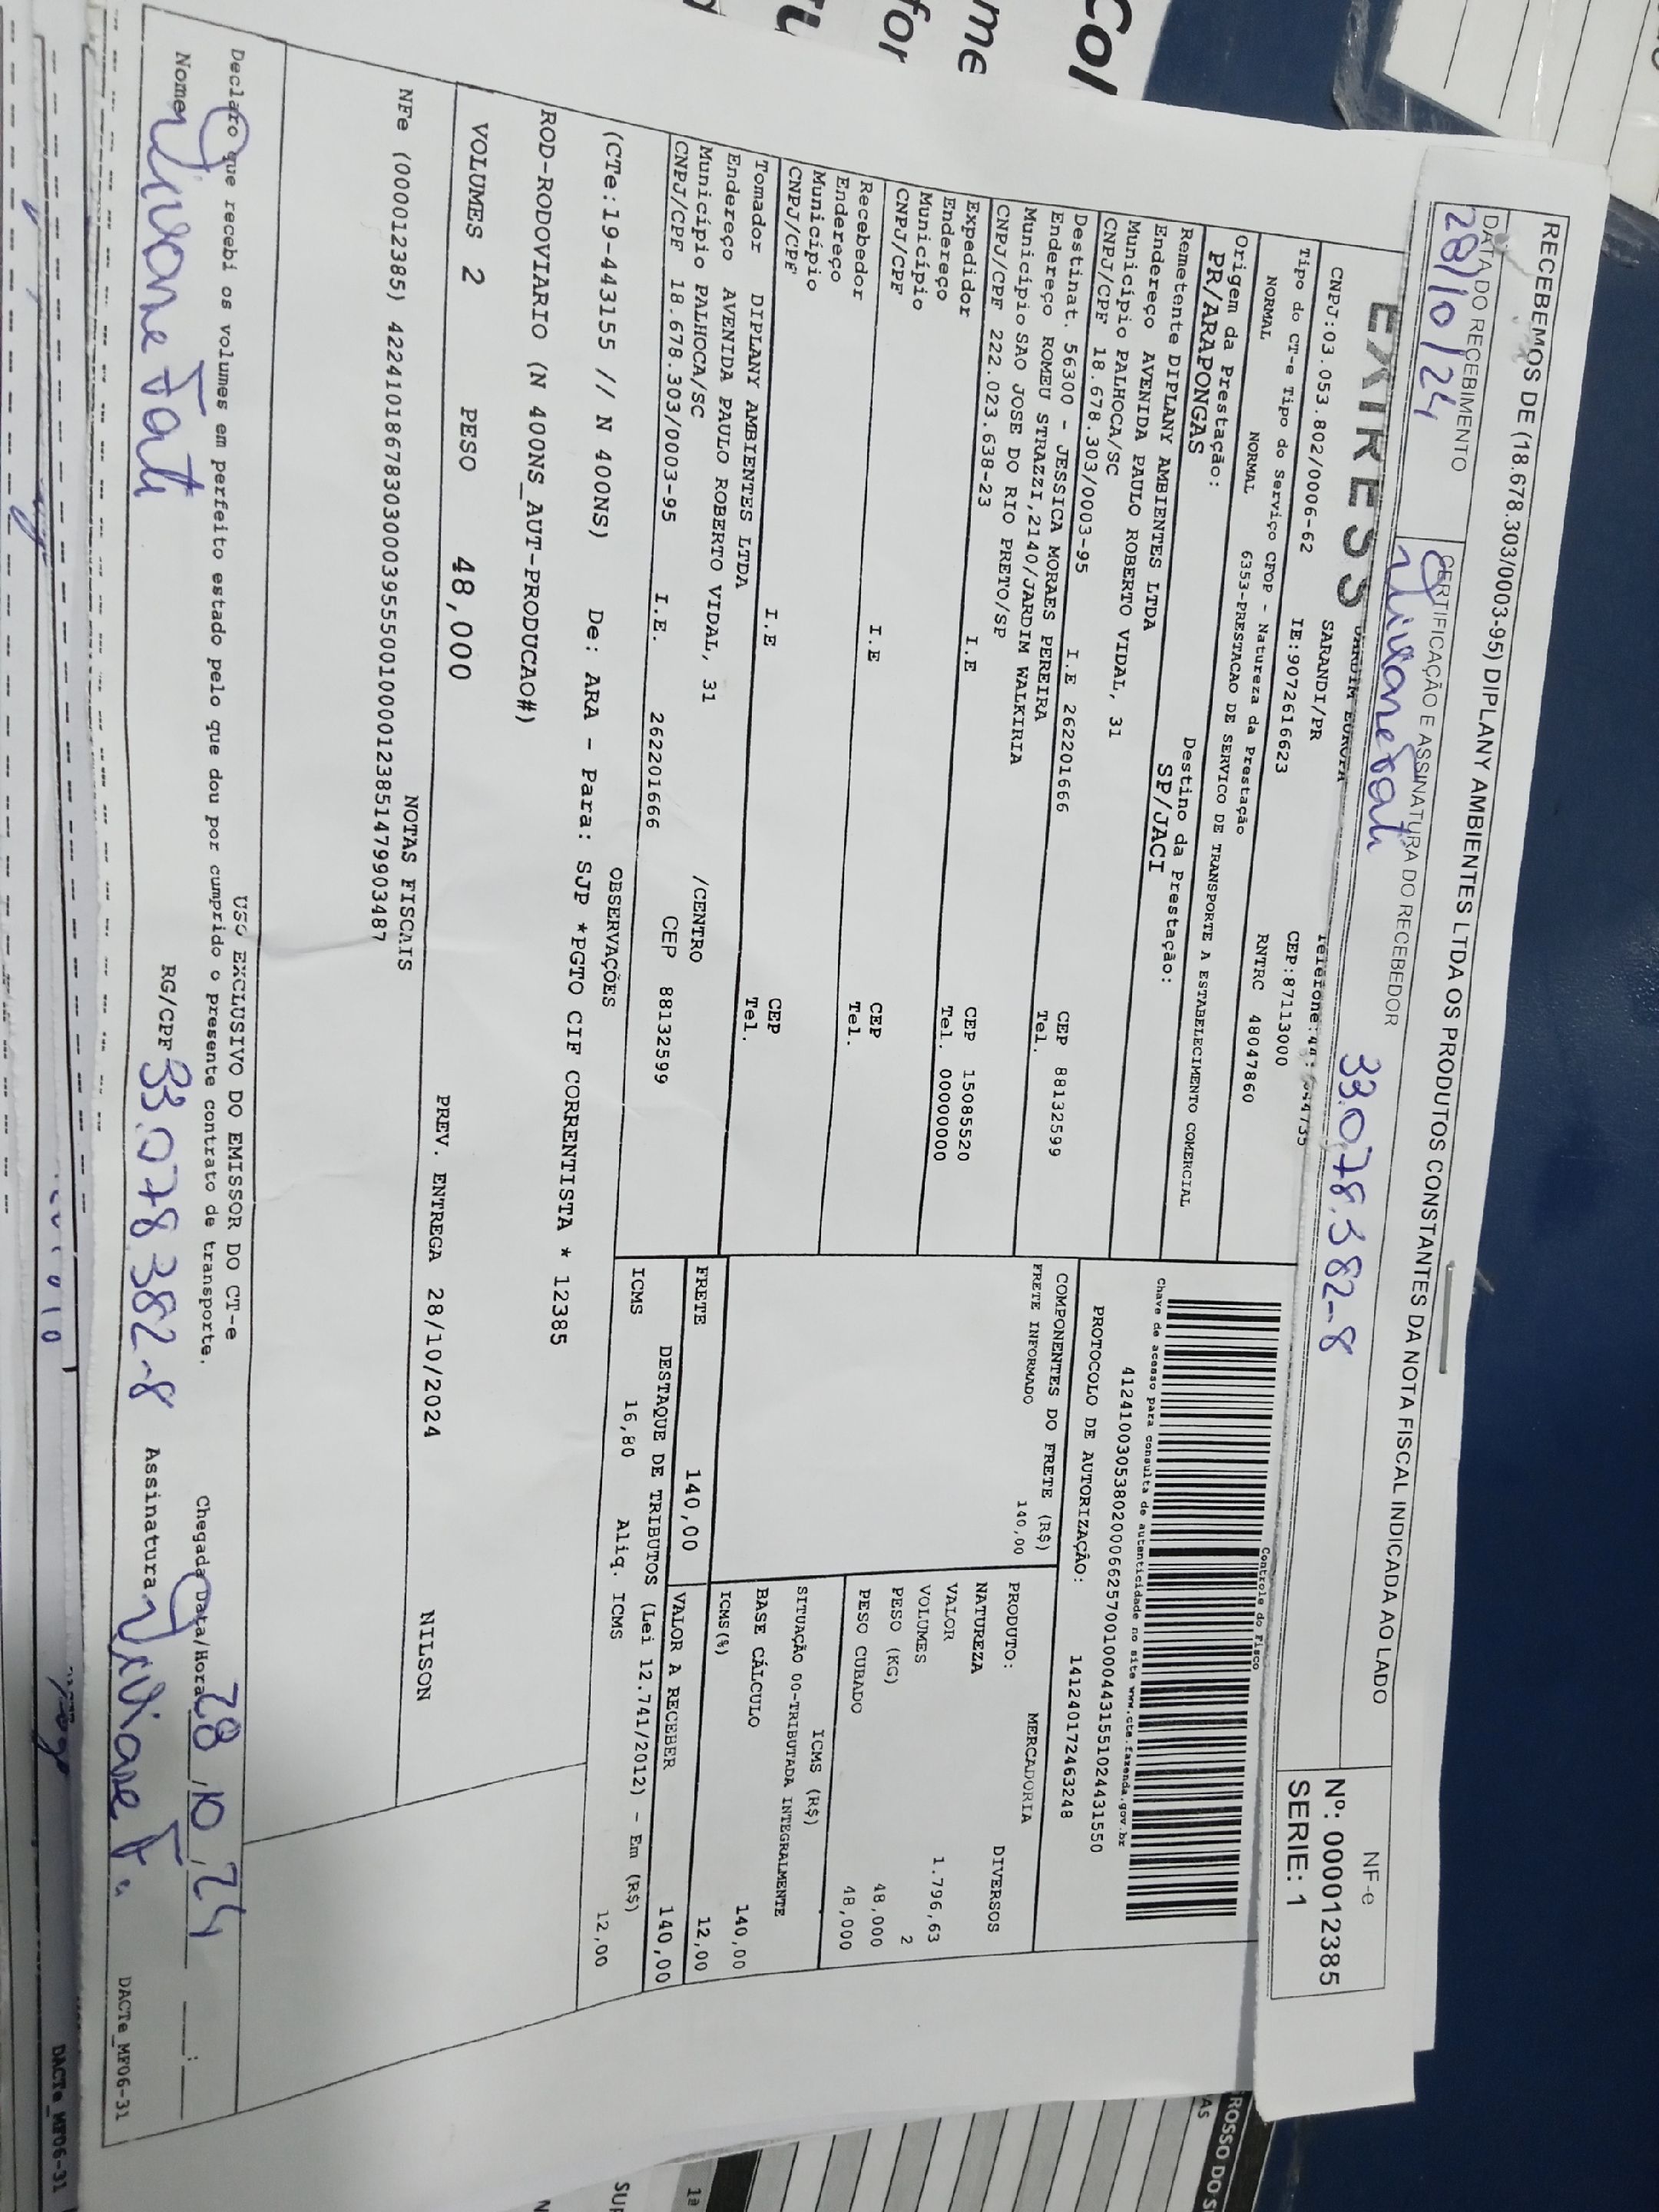 RECEBEMOS DE (18.678.303/0003-95) DIPLANY AMBIENTES LTDA OS PRODUTOS CONSTANTES DA NOTA FISCAL INDICADA AO LADO
DATA DO RECEBIMENTO
28/10/24
CERTIFICAÇÃO E ASSINATURA DO RECEBEDOR
33.078.382-8
NF-e
Nº: 000012385
SERIE: 1
EXTRESS
CNPJ:03.053.802/0006-62 SARANDI/PR
IE:9072616623 CEP:87113000
Tipo do CT-e Tipo do Serviço CFOP - Natureza da Prestação RNTRC 48047860
NORMAL NORMAL 6353-PRESTACAO DE SERVICO DE TRANSPORTE A ESTABELECIMENTO COMERCIAL
Origem da Prestação: Destino da Prestação:
PR/ARAPONGAS SP/JACI
Remetente DIPLANY AMBIENTES LTDA
Endereço AVENIDA PAULO ROBERTO VIDAL, 31
Município PALHOCA/SC CEP 88132599
CNPJ/CPF 18.678.303/0003-95 I.E 262201666 Tel.
Destinat. 56300 - JESSICA MORAES PEREIRA
Endereço ROMEU STRAZZI,2140/JARDIM WALKIRIA
Município SAO JOSE DO RIO PRETO/SP CEP 15085520
CNPJ/CPF 222.023.638-23 I.E Tel. 00000000
Expedidor
Endereço
Município CEP
CNPJ/CPF I.E Tel.
Recebedor
Endereço
Município CEP
CNPJ/CPF I.E Tel.
Tomador DIPLANY AMBIENTES LTDA
Endereço AVENIDA PAULO ROBERTO VIDAL, 31 /CENTRO
Município PALHOCA/SC CEP 88132599
CNPJ/CPF 18.678.303/0003-95 I.E. 262201666
Controle do Fisco
Chave de acesso para consulta de autenticidade no site www.cte.fazenda.gov.br
41241003053802000662570010004431551024431550
PROTOCOLO DE AUTORIZAÇÃO: 141240172463248
COMPONENTES DO FRETE (R$)
FRETE INFORMADO 140,00
MERCADORIA
PRODUTO: DIVERSOS
NATUREZA
VALOR 1.796,63
VOLUMES 2
PESO (KG) 48,000
PESO CUBADO 48,000
ICMS (R$)
SITUAÇÃO 00-TRIBUTADA INTEGRALMENTE
BASE CÁLCULO 140,00
ICMS(%) 12,00
FRETE 140,00 VALOR A RECEBER 140,00
DESTAQUE DE TRIBUTOS (Lei 12.741/2012) - Em (R$)
ICMS 16,80 Aliq. ICMS 12,00
OBSERVAÇÕES
(CTe:19-443155 // N 400NS) De: ARA - Para: SJP *PGTO CIF CORRENTISTA * 12385
ROD-RODOVIARIO (N 400NS_AUT-PRODUCAO#)
VOLUMES 2 PESO 48,000 PREV. ENTREGA 28/10/2024 NILSON
NOTAS FISCAIS
NFe (000012385) 42241018678303000395550010000123851479903487
USO EXCLUSIVO DO EMISSOR DO CT-e
Declaro que recebi os volumes em perfeito estado pelo que dou por cumprido o presente contrato de transporte.
Chegada Data/Hora 28/10/24
Nome RG/CPF 33.078.382-8 Assinatura
DACTe_MF06-31
DACTe_MF06-31